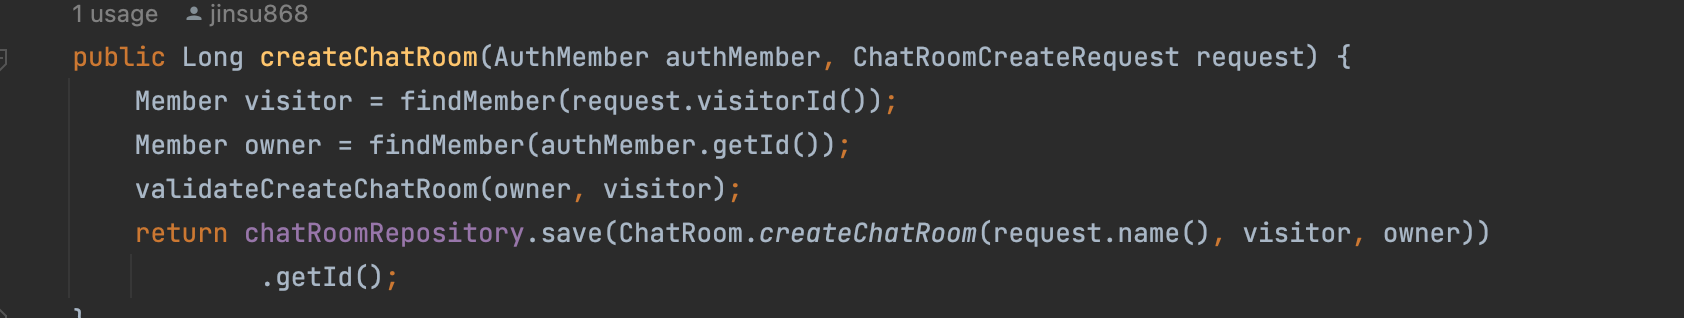 1 usage jinsu868
public Long createChatRoom(AuthMember authMember, ChatRoomCreateRequest request) {
Member visitor = findMember(request.visitorId());
Member owner = findMember(authMember.getId());
validateCreateChatRoom(owner, visitor);
return chatRoomRepository.save(ChatRoom.createChatRoom(request.name(), visitor, owner))
.getId();
}